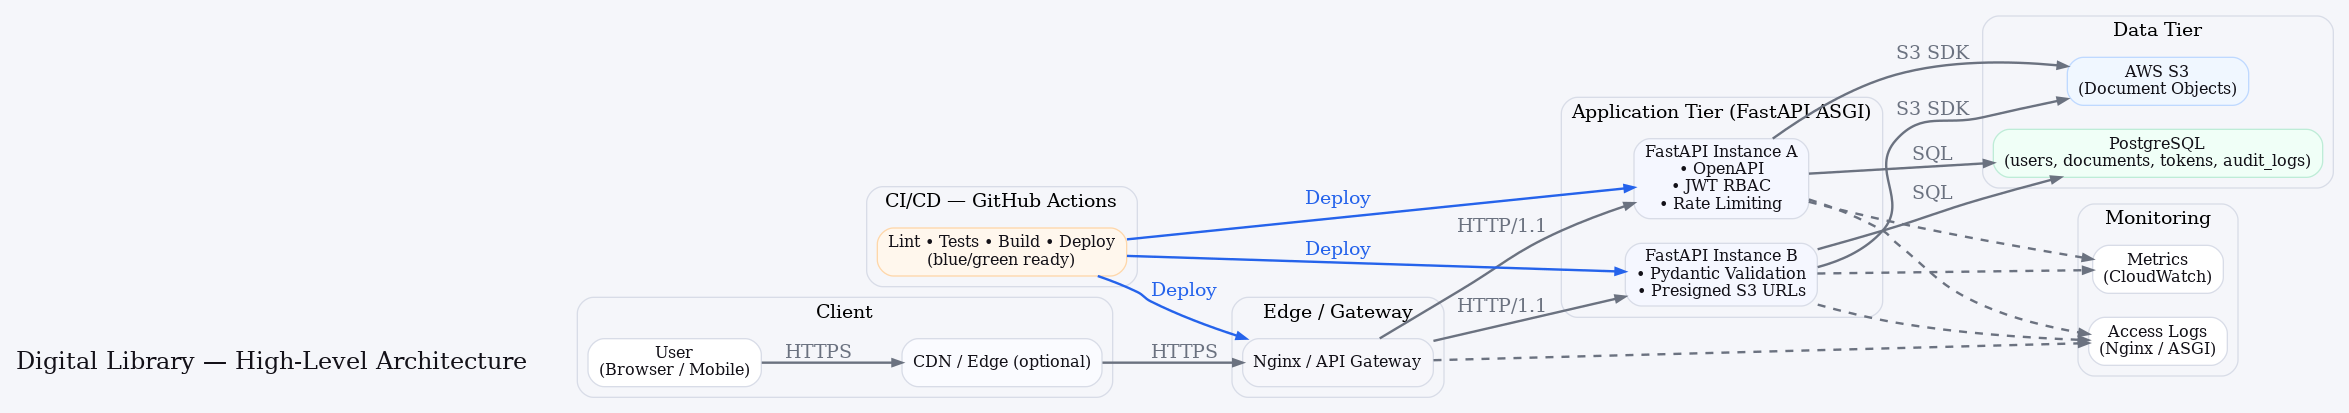 Digital Library — High-Level Architecture
Client
User
(Browser / Mobile)
HTTPS
CDN / Edge (optional)
HTTPS
CI/CD — GitHub Actions
Lint • Tests • Build • Deploy
(blue/green ready)
Deploy
Deploy
Deploy
Edge / Gateway
Nginx / API Gateway
HTTP/1.1
HTTP/1.1
Application Tier (FastAPI ASGI)
FastAPI Instance A
• OpenAPI
• JWT RBAC
• Rate Limiting
FastAPI Instance B
• Pydantic Validation
• Presigned S3 URLs
S3 SDK
S3 SDK
SQL
SQL
Data Tier
AWS S3
(Document Objects)
PostgreSQL
(users, documents, tokens, audit_logs)
Monitoring
Metrics
(CloudWatch)
Access Logs
(Nginx / ASGI)